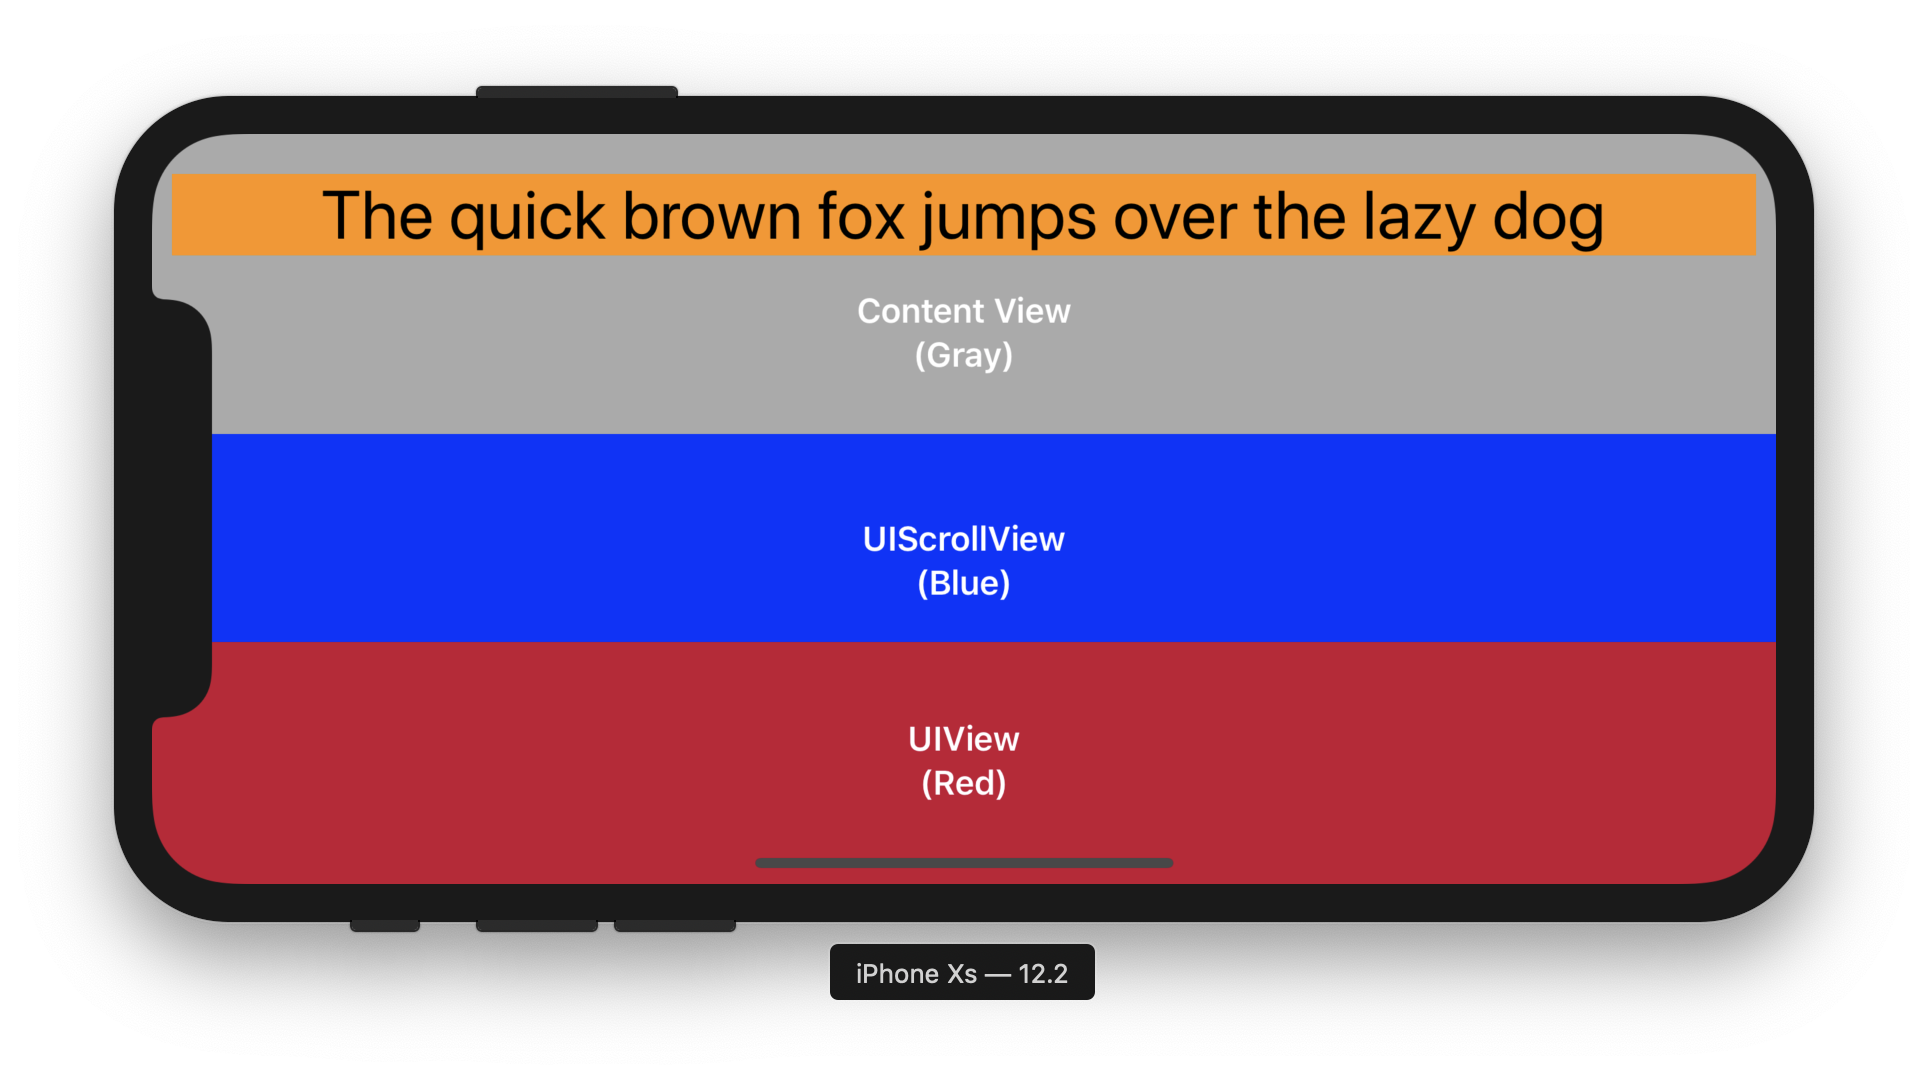 The quick brown fox jumps over the lazy dog
Content View
(Gray)
UIScrollView
(Blue)
UIView
(Red)
iPhone Xs — 12.2